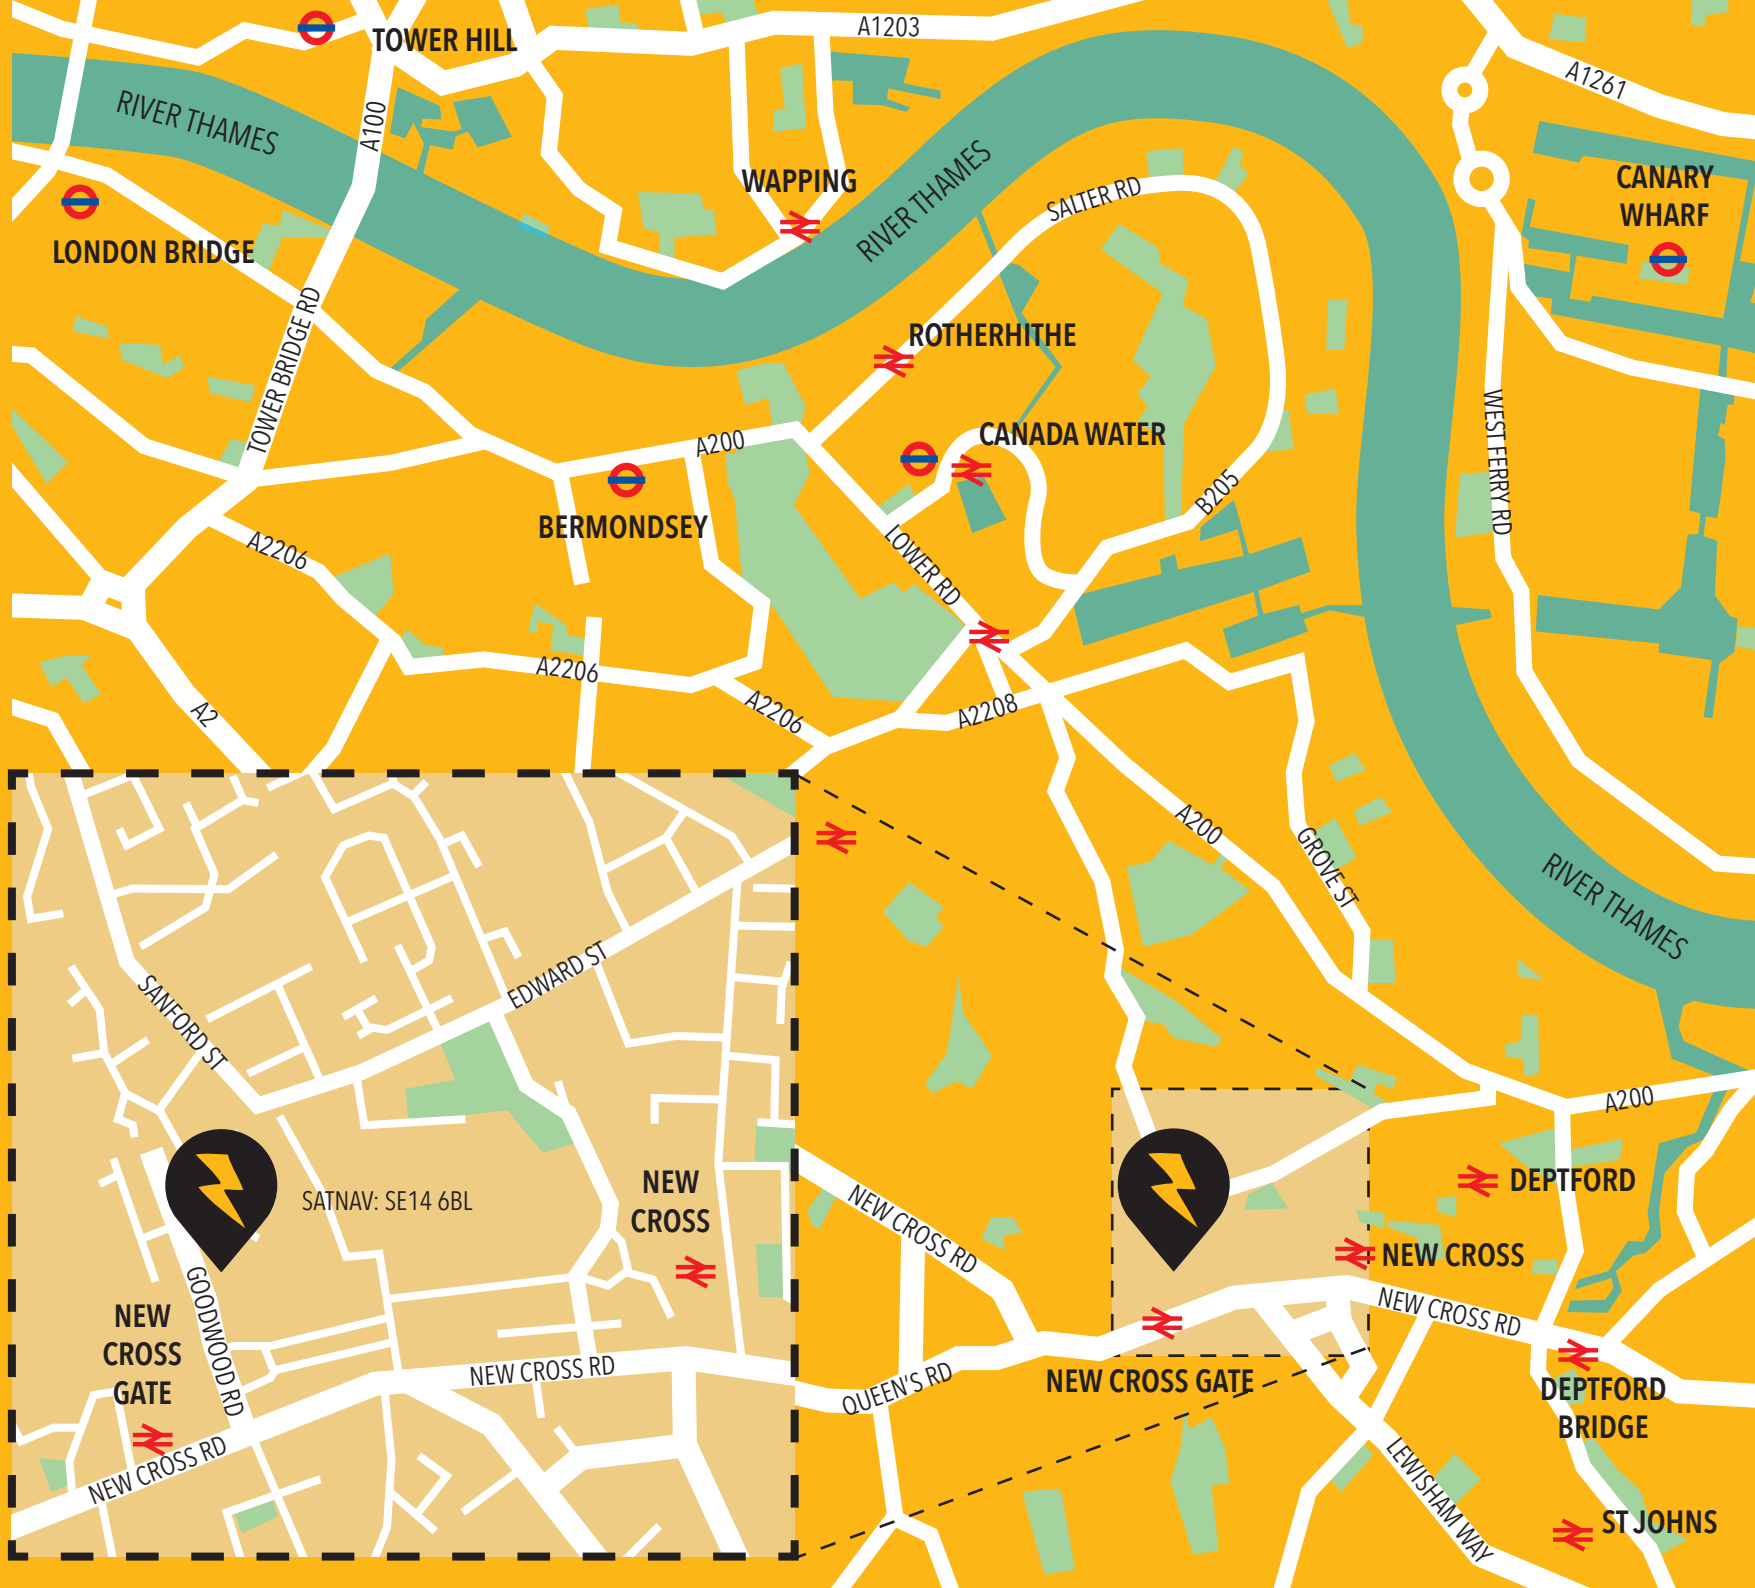 TOWER HILL
A1203
A1261
RIVER THAMES
A100
WAPPING
RIVER THAMES
SALTER RD
CANARY
WHARF
LONDON BRIDGE
TOWER BRIDGE RD
ROTHERHITHE
CANADA WATER
A200
WEST FERRY RD
BERMONDSEY
B205
A2206
LOWER RD
A2206
A2206
A2208
A2
A200
GROVE ST
RIVER THAMES
EDWARD ST
SANFORD ST
A200
SATNAV: SE14 6BL
NEW
CROSS
NEW CROSS RD
DEPTFORD
NEW CROSS
GOODWOOD RD
NEW
CROSS
GATE
NEW CROSS RD
NEW CROSS RD
QUEEN'S RD
NEW CROSS GATE
DEPTFORD
BRIDGE
NEW CROSS RD
LEWISHAM WAY
ST JOHNS